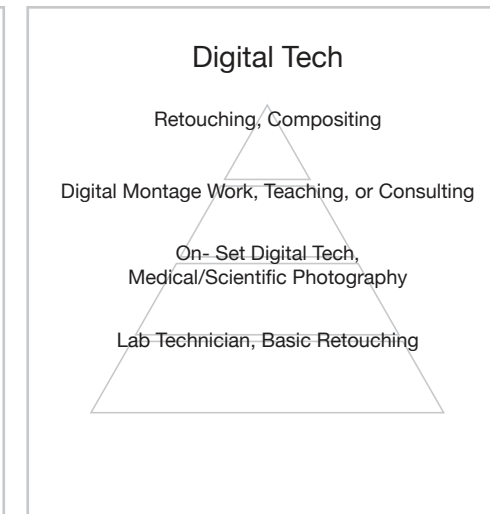 Digital Tech
Retouching, Compositing
Digital Montage Work, Teaching, or Consulting
On- Set Digital Tech,
Medical/Scientific Photography
Lab Technician, Basic Retouching